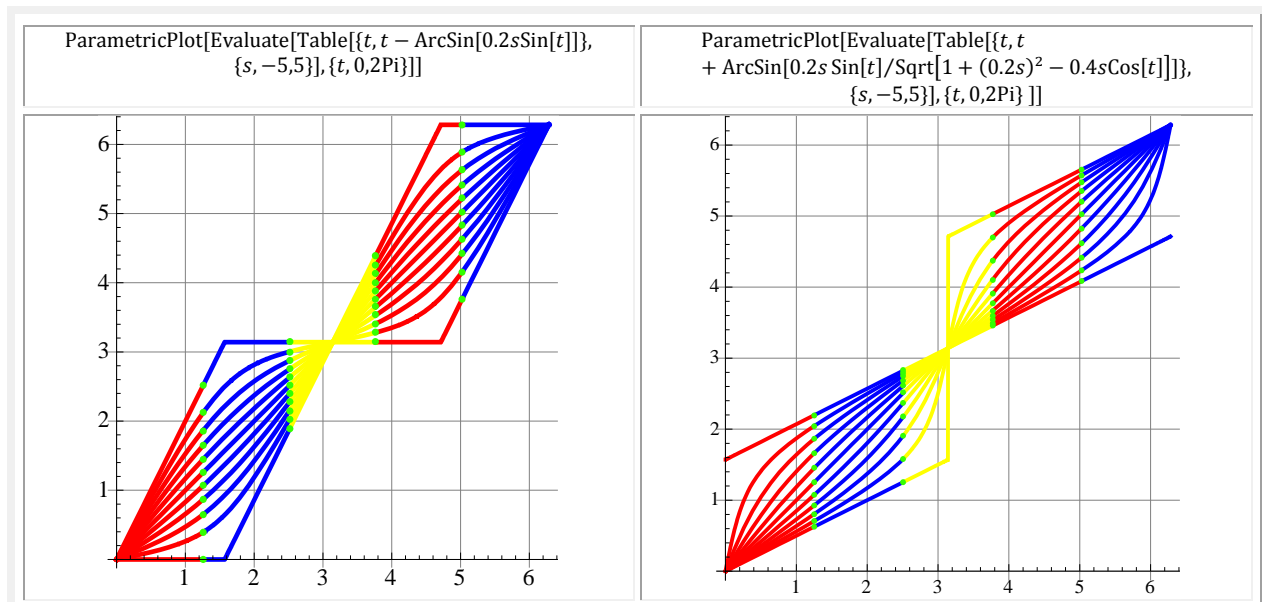 ParametricPlot[Evaluate[Table[{t, t − ArcSin[0.2sSin[t]]},
{s, −5,5}], {t, 0,2Pi}]]
ParametricPlot[Evaluate[Table[{t, t
+ ArcSin[0.2s Sin[t]/Sqrt[1 + (0.2s)² − 0.4sCos[t]]]},
{s, −5,5}], {t, 0,2Pi} ]]
6
5
4
3
2
1
1 2 3 4 5 6
6
5
4
3
2
1
1 2 3 4 5 6